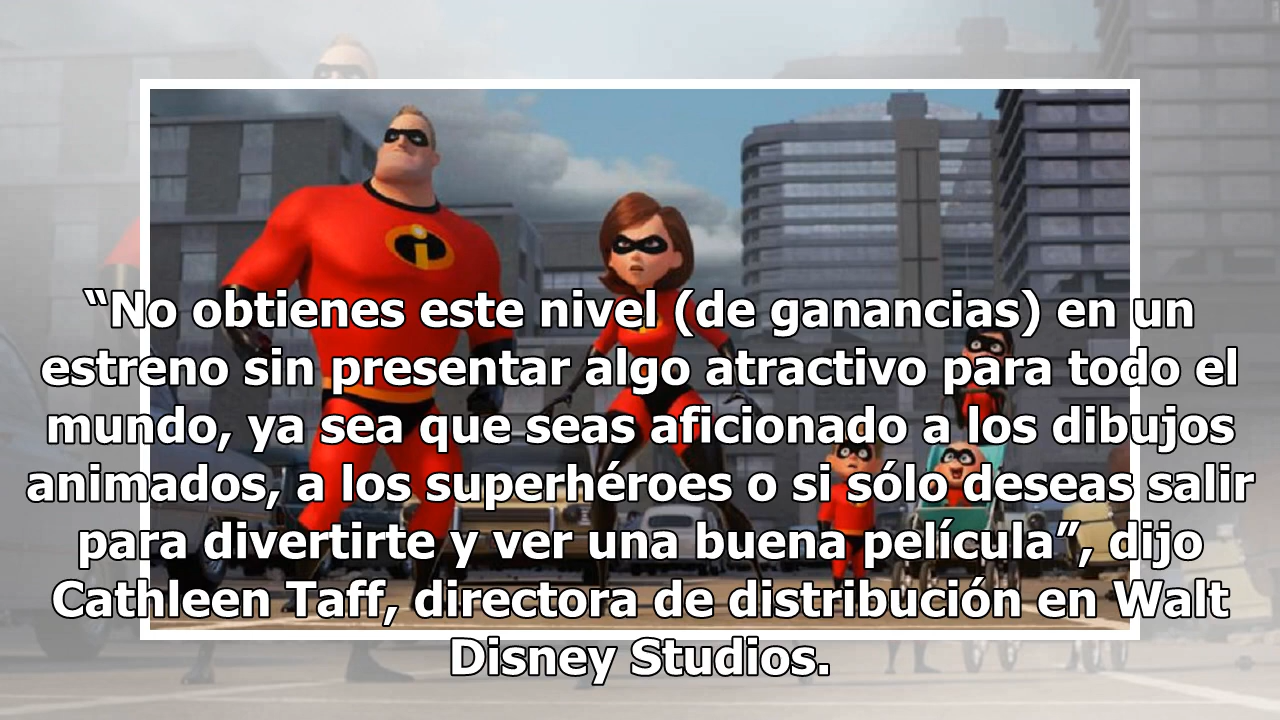 “No obtienes este nivel (de ganancias) en un
estreno sin presentar algo atractivo para todo el
mundo, ya sea que seas aficionado a los dibujos
animados, a los superhéroes o si sólo deseas salir
para divertirte y ver una buena película”, dijo
Cathleen Taff, directora de distribución en Walt
Disney Studios.